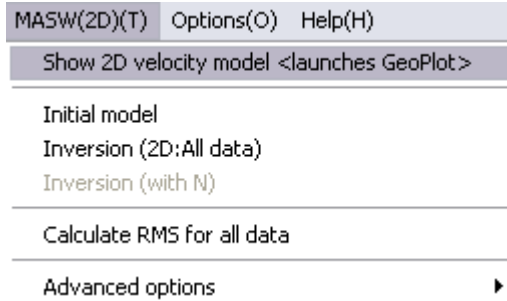 MASW(2D)(T) Options(O) Help(H)
Show 2D velocity model <launches GeoPlot>
Initial model
Inversion (2D:All data)
Inversion (with N)
Calculate RMS for all data
Advanced options